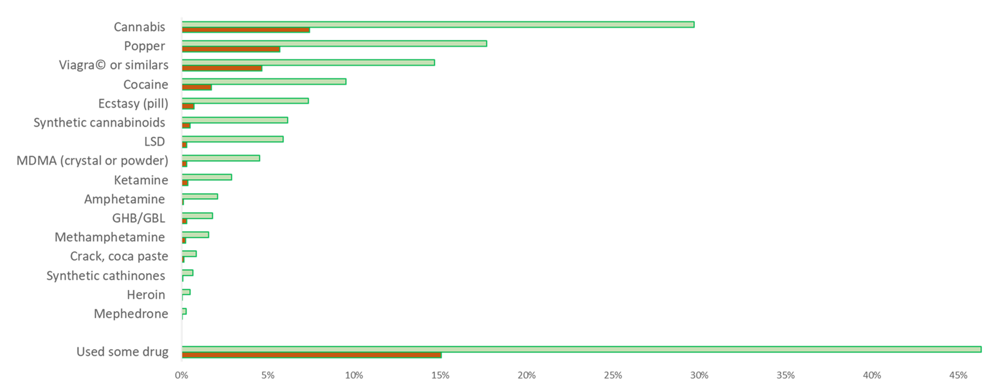 Cannabis
Popper
Viagra© or similars
Cocaine
Ecstasy (pill)
Synthetic cannabinoids
LSD
MDMA (crystal or powder)
Ketamine
Amphetamine
GHB/GBL
Methamphetamine
Crack, coca paste
Synthetic cathinones
Heroin
Mephedrone
Used some drug
0% 5% 10% 15% 20% 25% 30% 35% 40% 45%